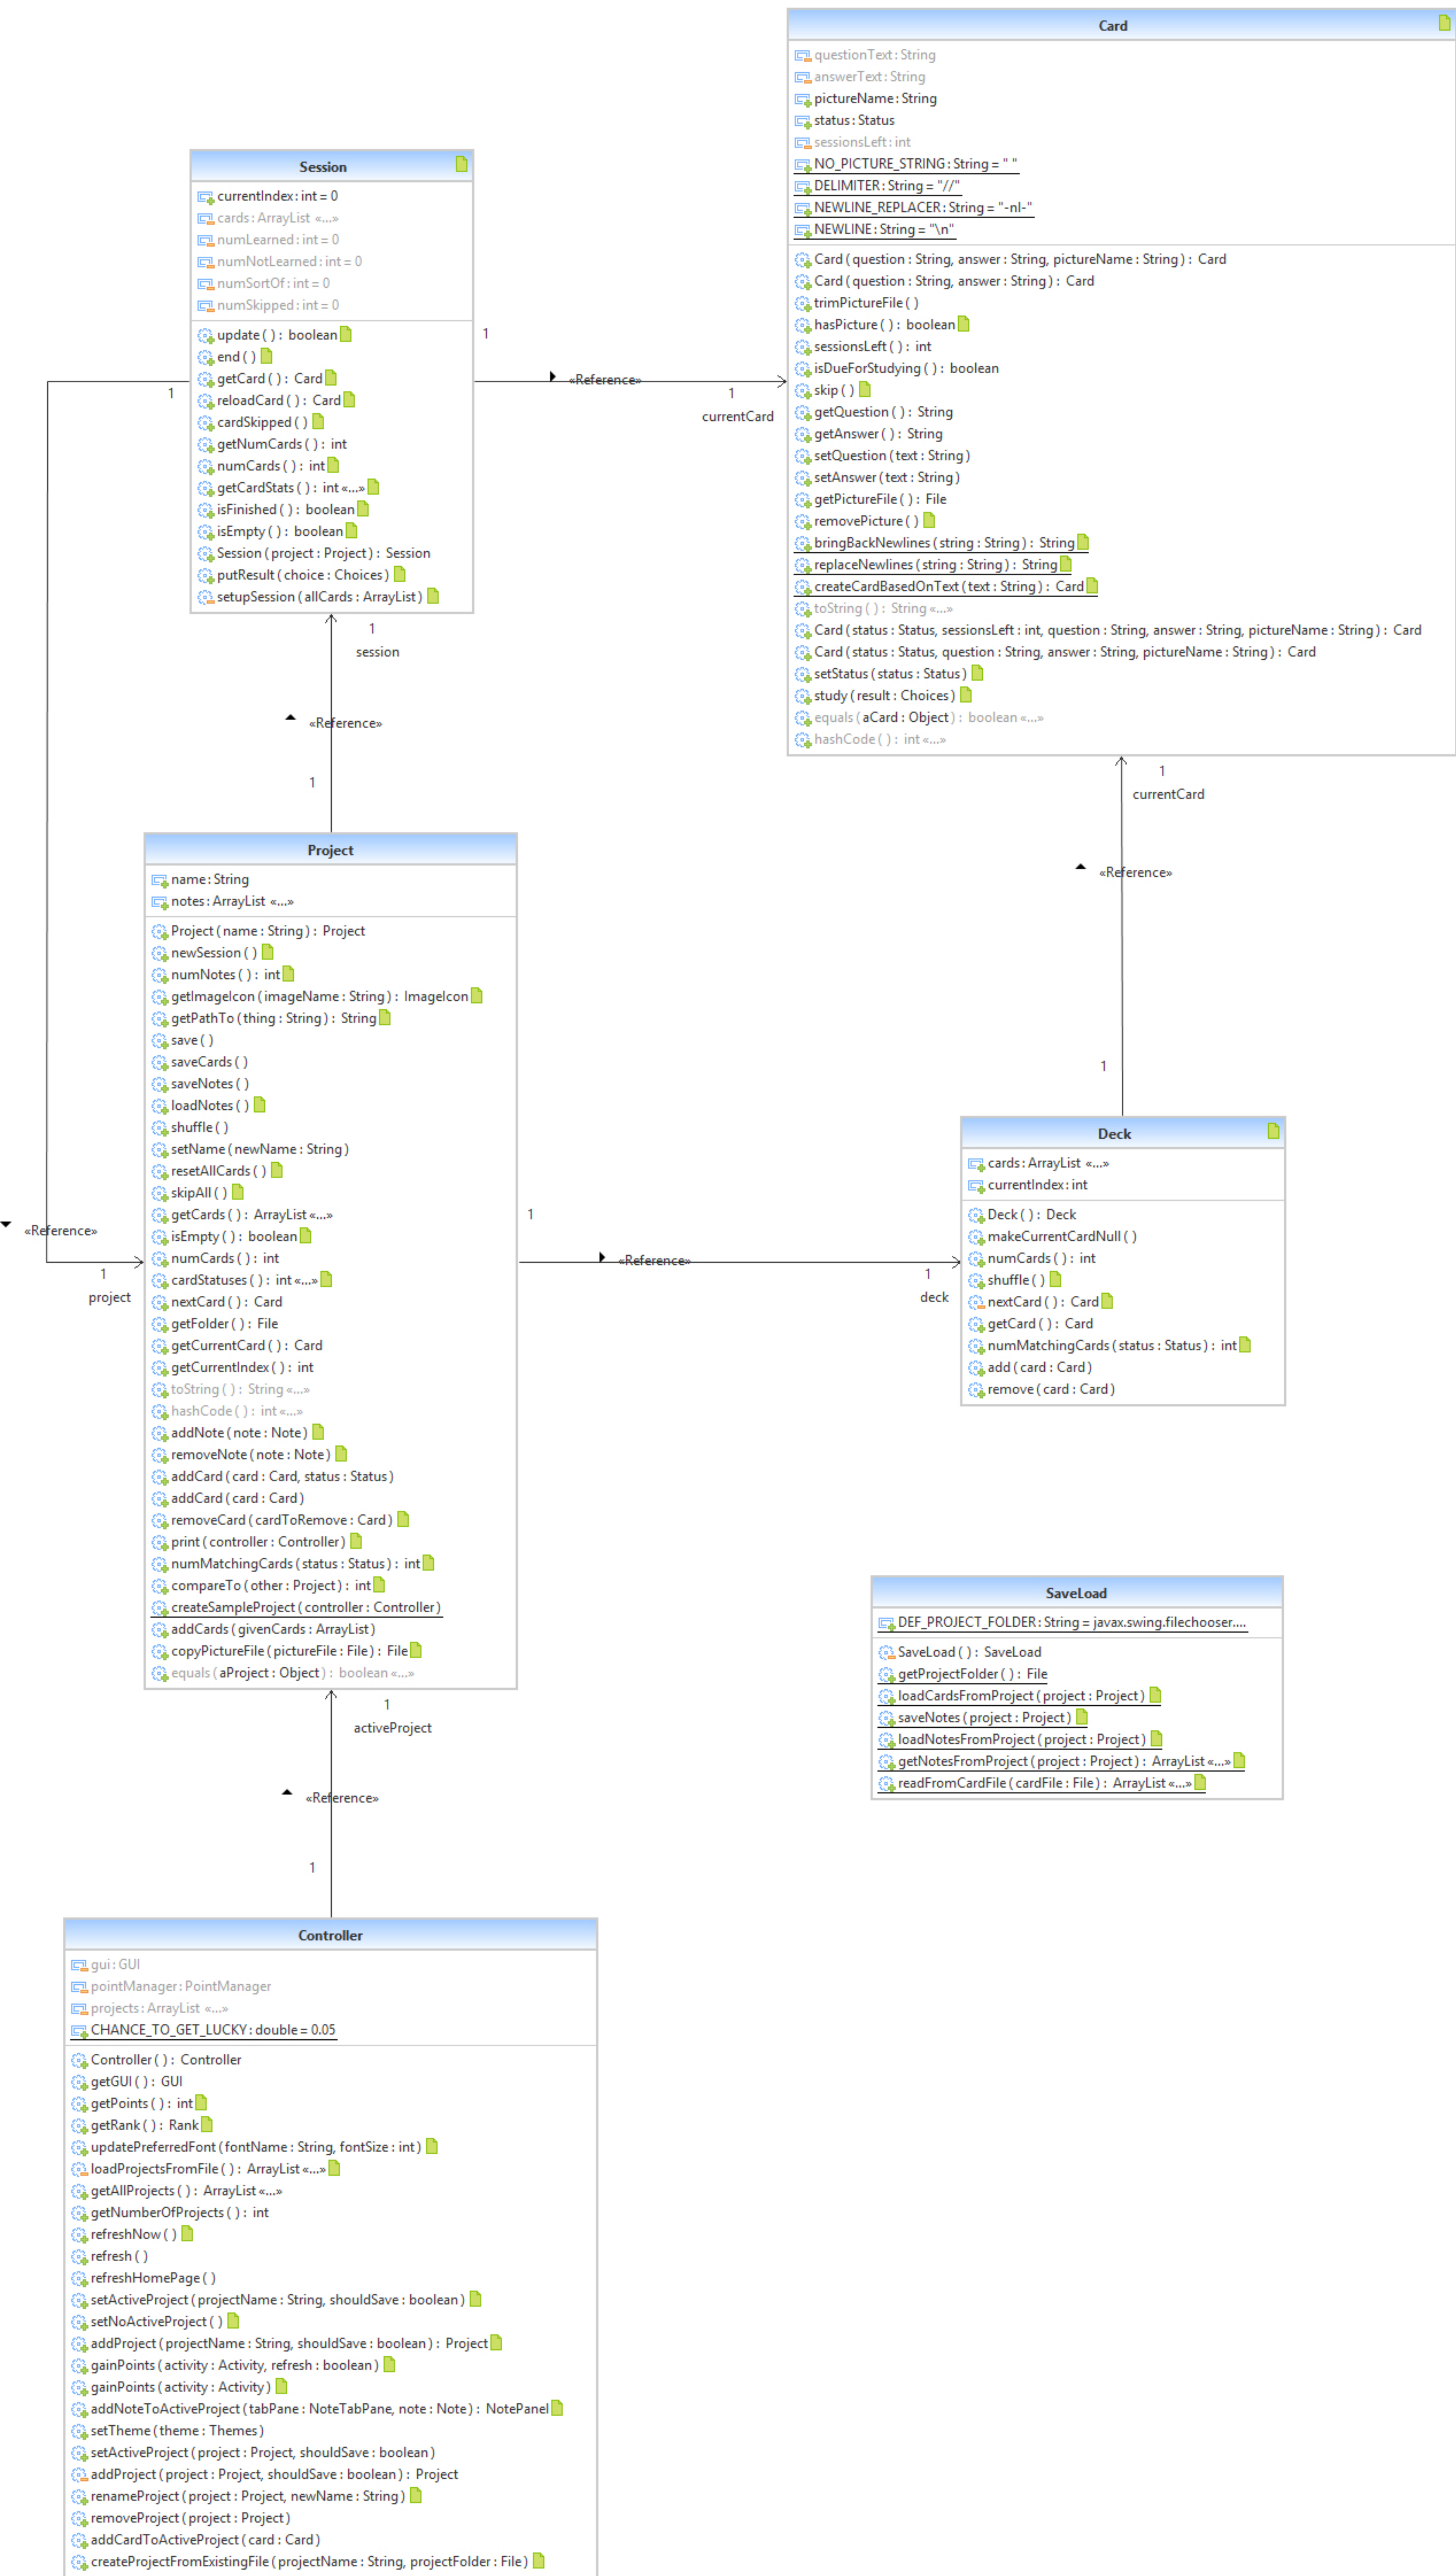 Card
questionText : String
answerText : String
pictureName : String
status : Status
sessionsLeft : int
NO_PICTURE_STRING : String = " "
DELIMITER : String = "//"
NEWLINE_REPLACER : String = "-nl-"
NEWLINE : String = "\n"
Card ( question : String, answer : String, pictureName : String ) : Card
Card ( question : String, answer : String ) : Card
trimPictureFile ( )
hasPicture ( ) : boolean
sessionsLeft ( ) : int
isDueForStudying ( ) : boolean
skip ( )
getQuestion ( ) : String
getAnswer ( ) : String
setQuestion ( text : String )
setAnswer ( text : String )
getPictureFile ( ) : File
removePicture ( )
bringBackNewlines ( string : String ) : String
replaceNewlines ( string : String ) : String
createCardBasedOnText ( text : String ) : Card
toString ( ) : String «...»
Card ( status : Status, sessionsLeft : int, question : String, answer : String, pictureName : String ) : Card
Card ( status : Status, question : String, answer : String, pictureName : String ) : Card
setStatus ( status : Status )
study ( result : Choices )
equals ( aCard : Object ) : boolean «...»
hashCode ( ) : int «...»
Session
currentIndex : int = 0
cards : ArrayList «...»
numLearned : int = 0
numNotLearned : int = 0
numSortOf : int = 0
numSkipped : int = 0
update ( ) : boolean
end ( )
getCard ( ) : Card
reloadCard ( ) : Card
cardSkipped ( )
getNumCards ( ) : int
numCards ( ) : int
getCardStats ( ) : int «...»
isFinished ( ) : boolean
isEmpty ( ) : boolean
Session ( project : Project ) : Session
putResult ( choice : Choices )
setupSession ( allCards : ArrayList )
1
«Reference»
1
currentCard
1
1
session
«Reference»
1
1
currentCard
«Reference»
1
Project
name : String
notes : ArrayList «...»
Project ( name : String ) : Project
newSession ( )
numNotes ( ) : int
getImageIcon ( imageName : String ) : ImageIcon
getPathTo ( thing : String ) : String
save ( )
saveCards ( )
saveNotes ( )
loadNotes ( )
shuffle ( )
setName ( newName : String )
resetAllCards ( )
skipAll ( )
getCards ( ) : ArrayList «...»
isEmpty ( ) : boolean
numCards ( ) : int
cardStatuses ( ) : int «...»
nextCard ( ) : Card
getFolder ( ) : File
getCurrentCard ( ) : Card
getCurrentIndex ( ) : int
toString ( ) : String «...»
hashCode ( ) : int «...»
addNote ( note : Note )
removeNote ( note : Note )
addCard ( card : Card, status : Status )
addCard ( card : Card )
removeCard ( cardToRemove : Card )
print ( controller : Controller )
numMatchingCards ( status : Status ) : int
compareTo ( other : Project ) : int
createSampleProject ( controller : Controller )
addCards ( givenCards : ArrayList )
copyPictureFile ( pictureFile : File ) : File
equals ( aProject : Object ) : boolean «...»
«Reference»
1
project
1
«Reference»
1
deck
Deck
cards : ArrayList «...»
currentIndex : int
Deck ( ) : Deck
makeCurrentCardNull ( )
numCards ( ) : int
shuffle ( )
nextCard ( ) : Card
getCard ( ) : Card
numMatchingCards ( status : Status ) : int
add ( card : Card )
remove ( card : Card )
SaveLoad
DEF_PROJECT_FOLDER : String = javax.swing.filechooser....
SaveLoad ( ) : SaveLoad
getProjectFolder ( ) : File
loadCardsFromProject ( project : Project )
saveNotes ( project : Project )
loadNotesFromProject ( project : Project )
getNotesFromProject ( project : Project ) : ArrayList «...»
readFromCardFile ( cardFile : File ) : ArrayList «...»
1
activeProject
«Reference»
1
Controller
gui : GUI
pointManager : PointManager
projects : ArrayList «...»
CHANCE_TO_GET_LUCKY : double = 0.05
Controller ( ) : Controller
getGUI ( ) : GUI
getPoints ( ) : int
getRank ( ) : Rank
updatePreferredFont ( fontName : String, fontSize : int )
loadProjectsFromFile ( ) : ArrayList «...»
getAllProjects ( ) : ArrayList «...»
getNumberOfProjects ( ) : int
refreshNow ( )
refresh ( )
refreshHomePage ( )
setActiveProject ( projectName : String, shouldSave : boolean )
setNoActiveProject ( )
addProject ( projectName : String, shouldSave : boolean ) : Project
gainPoints ( activity : Activity, refresh : boolean )
gainPoints ( activity : Activity )
addNoteToActiveProject ( tabPane : NoteTabPane, note : Note ) : NotePanel
setTheme ( theme : Themes )
setActiveProject ( project : Project, shouldSave : boolean )
addProject ( project : Project, shouldSave : boolean ) : Project
renameProject ( project : Project, newName : String )
removeProject ( project : Project )
addCardToActiveProject ( card : Card )
createProjectFromExistingFile ( projectName : String, projectFolder : File )